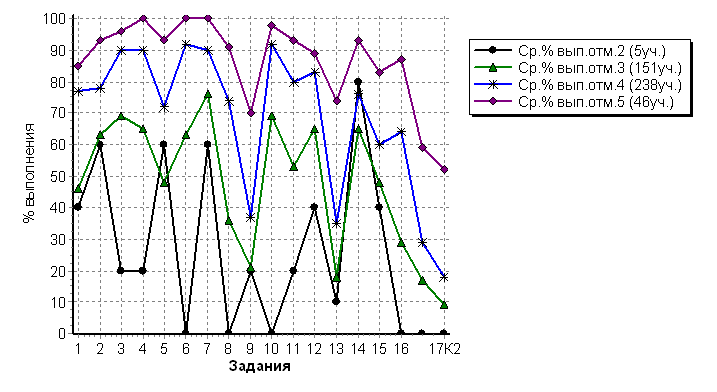 100
90
80
70
60
50
40
30
20
10
0
% выполнения
1 2 3 4 5 6 7 8 9 10 11 12 13 14 15 16 17К2
Задания
Ср.% вып.отм.2 (5уч.)
Ср.% вып.отм.3 (151уч.)
Ср.% вып.отм.4 (238уч.)
Ср.% вып.отм.5 (46уч.)